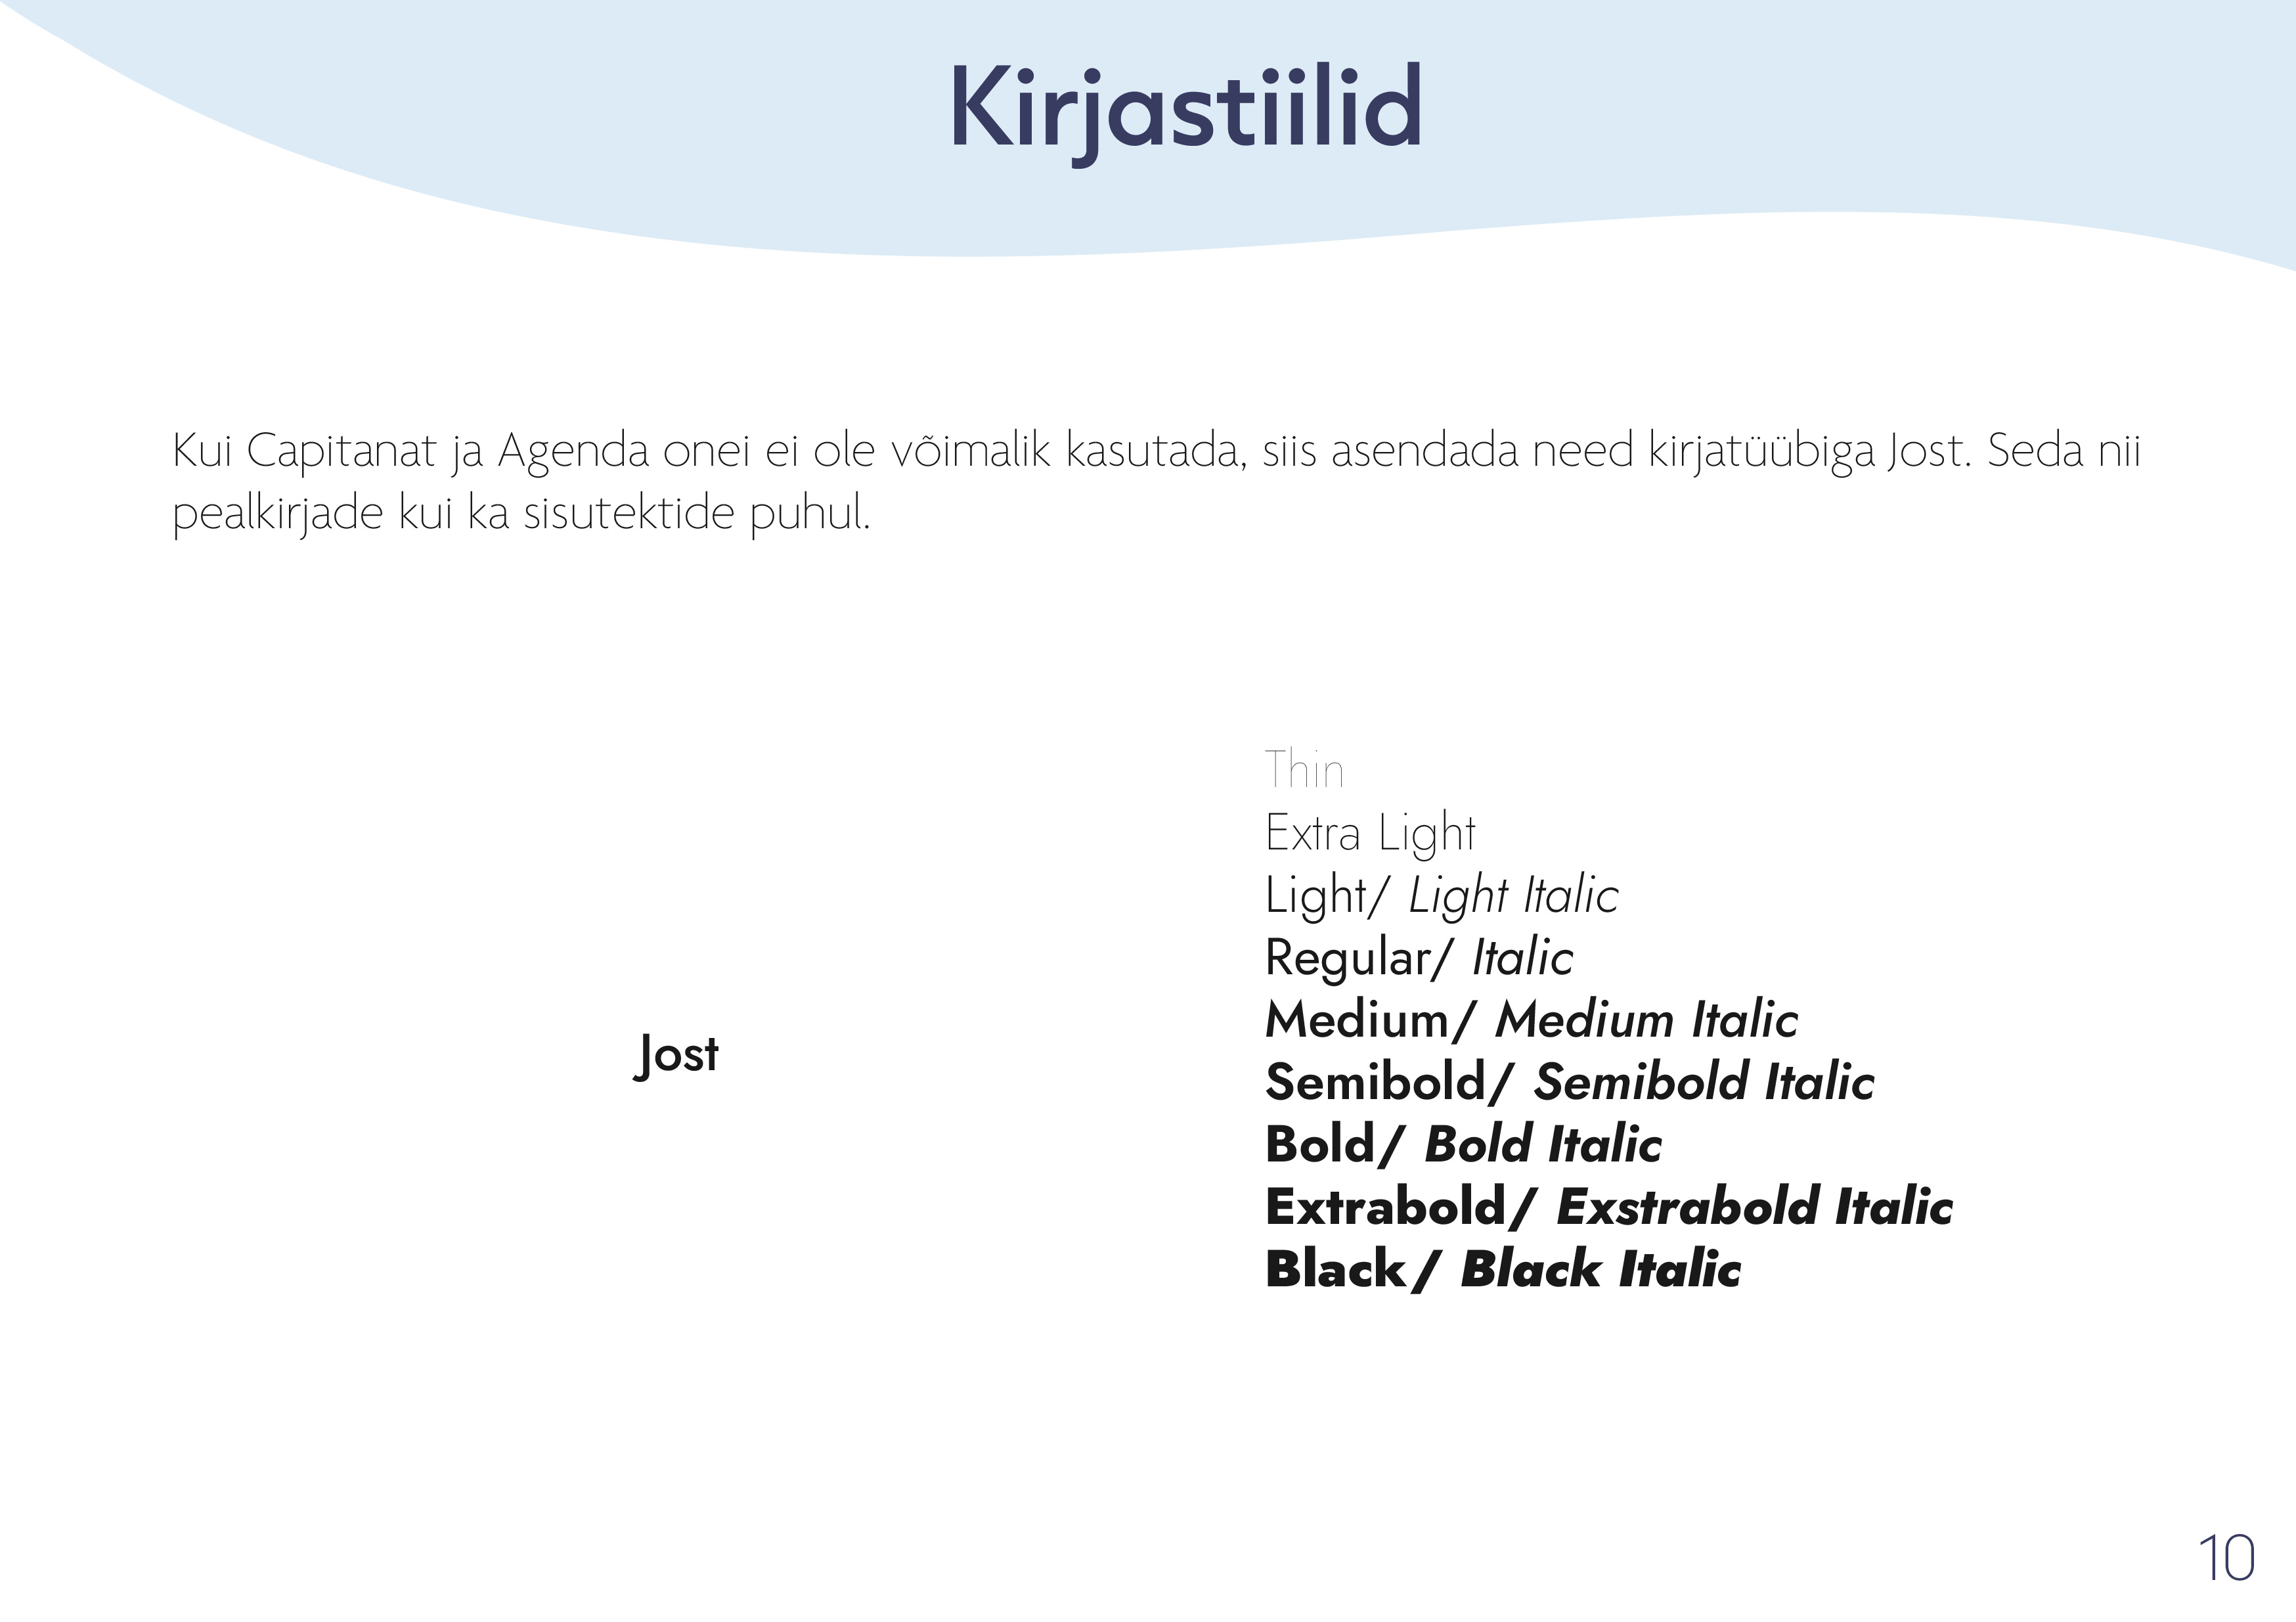 Kirjastiilid
Kui Capitanat ja Agenda onei ei ole võimalik kasutada, siis asendada need kirjatüübiga Jost. Seda nii
pealkirjade kui ka sisutektide puhul.
Jost
Thin
Extra Light
Light/ Light Italic
Regular/ Italic
Medium/ Medium Italic
Semibold/ Semibold Italic
Bold/ Bold Italic
Extrabold/ Exstrabold Italic
Black/ Black Italic
10